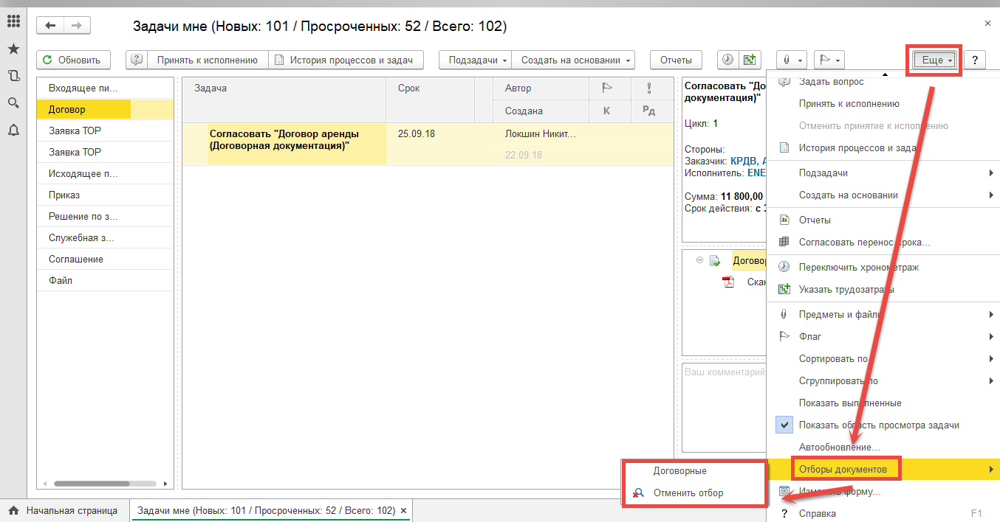 Задачи мне (Новых: 101 / Просроченных: 52 / Всего: 102)
Обновить
Принять к исполнению
История процессов и задач
Подзадачи
Создать на основании
Отчеты
Еще
?
Входящее пи...
Договор
Заявка ТОР
Заявка ТОР
Исходящее п...
Приказ
Решение по з...
Служебная з...
Соглашение
Файл
Задача
Срок
Автор
Создана
К
Рд
Согласовать "Договор аренды
(Договорная документация)"
25.09.18
Локшин Никит...
22.09.18
Согласовать "До
документация)"
Цикл: 1
Стороны:
Заказчик: КРДВ, А
Исполнитель: ENE
Сумма: 11 800,00
Срок действия: с
Договор
Скан
Ваш комментарий
Задать вопрос
Принять к исполнению
Отменить принятие к исполнению
История процессов и задач
Подзадачи
Создать на основании
Отчеты
Согласовать перенос срока...
Переключить хронометраж
Указать трудозатраты
Предметы и файлы
Флаг
Сортировать по
Сгруппировать по
Показать выполненные
Показать область просмотра задачи
Автообновление...
Отборы документов
Изменить форму...
Справка F1
Договорные
Отменить отбор
Начальная страница
Задачи мне (Новых: 101 / Просроченных: 52 / Всего: 102)